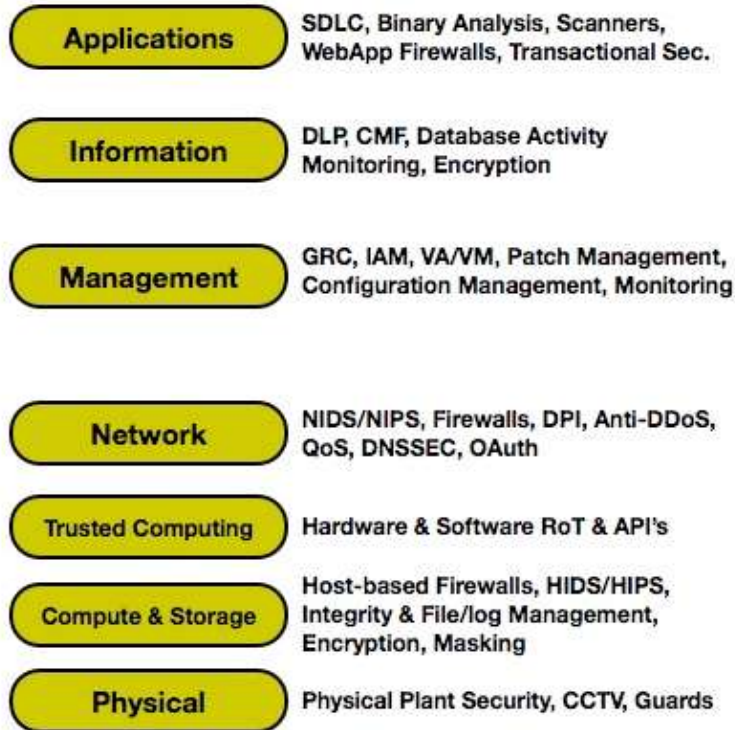 Applications
SDLC, Binary Analysis, Scanners,
WebApp Firewalls, Transactional Sec.
Information
DLP, CMF, Database Activity
Monitoring, Encryption
Management
GRC, IAM, VA/VM, Patch Management,
Configuration Management, Monitoring
Network
NIDS/NIPS, Firewalls, DPI, Anti-DDoS,
QoS, DNSSEC, OAuth
Trusted Computing
Hardware & Software RoT & API's
Compute & Storage
Host-based Firewalls, HIDS/HIPS,
Integrity & File/log Management,
Encryption, Masking
Physical
Physical Plant Security, CCTV, Guards